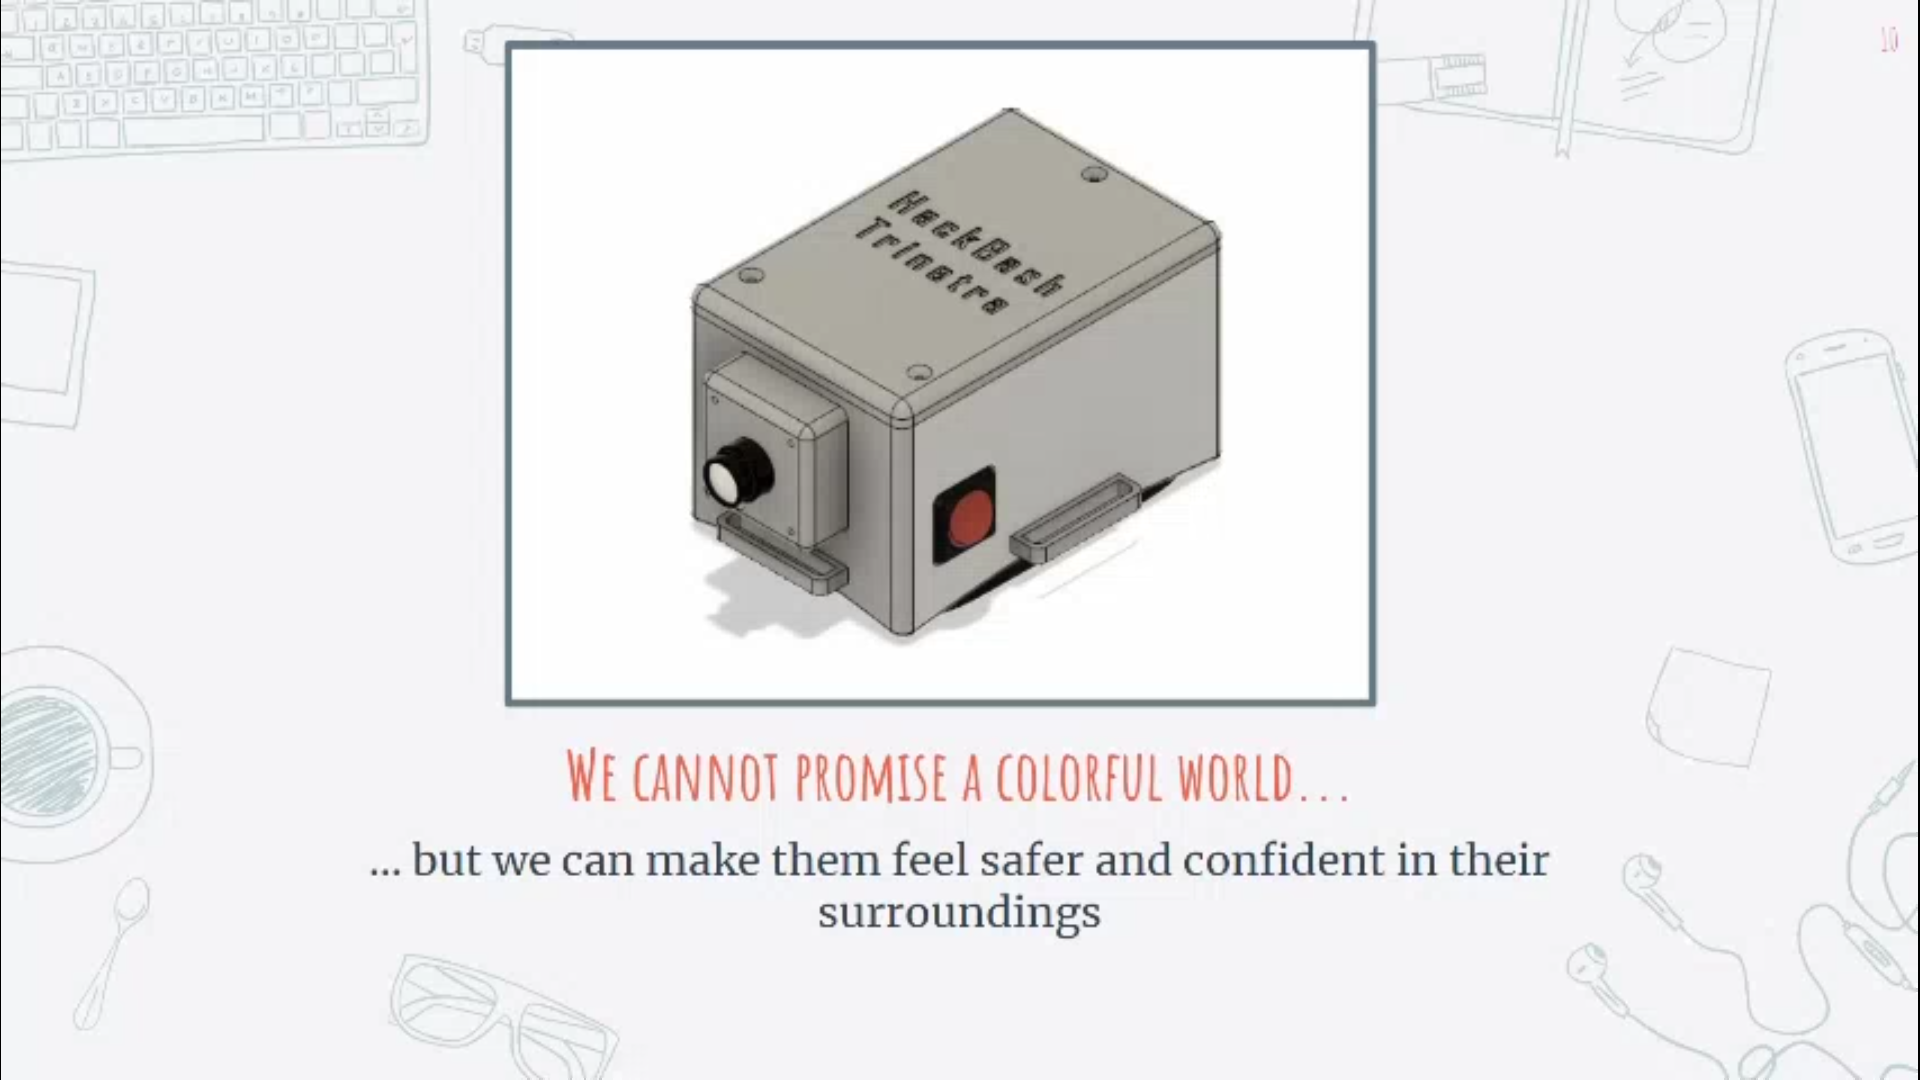 10
HackBash
Trinatra
WE CANNOT PROMISE A COLORFUL WORLD...
... but we can make them feel safer and confident in their
surroundings